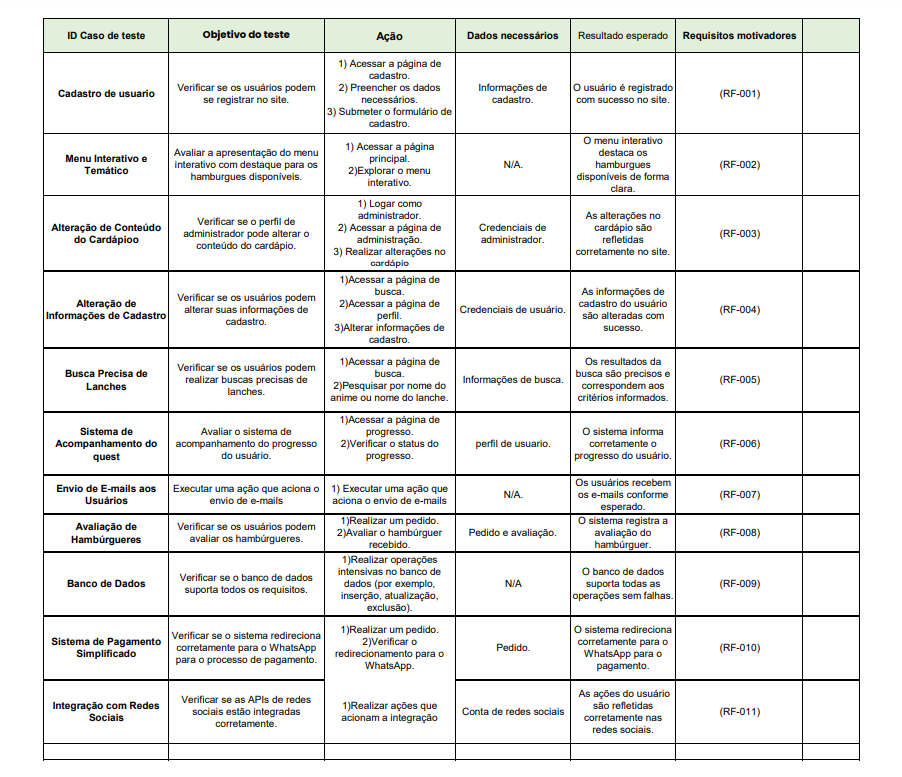 ID Caso de teste
Objetivo do teste
Ação
Dados necessários
Resultado esperado
Requisitos motivadores
Cadastro de usuario
Verificar se os usuários podem
se registrar no site.
1) Acessar a página de
cadastro.
2) Preencher os dados
necessários.
3) Submeter o formulário de
cadastro.
Informações de
cadastro.
O usuário é registrado
com sucesso no site.
(RF-001)
Menu Interativo e
Temático
Avaliar a apresentação do menu
interativo com destaque para os
hamburgues disponíveis.
1) Acessar a página
principal.
2)Explorar o menu
interativo.
N/A.
O menu interativo
destaca os
hamburgues
disponíveis de forma
clara.
(RF-002)
Alteração de Conteúdo
do Cardápioo
Verificar se o perfil de
administrador pode alterar o
conteúdo do cardápio.
1) Logar como
administrador.
2) Acessar a página de
administração.
3) Realizar alterações no
cardápio
Credenciais de
administrador.
As alterações no
cardápio são
refletidas
corretamente no site.
(RF-003)
Alteração de
Informações de Cadastro
Verificar se os usuários podem
alterar suas informações de
cadastro.
1)Acessar a página de
busca.
2)Acessar a página de
perfil.
3)Alterar informações de
cadastro.
Credenciais de usuário.
As informações de
cadastro do usuário
são alteradas com
sucesso.
(RF-004)
Busca Precisa de
Lanches
Verificar se os usuários podem
realizar buscas precisas de
lanches.
1)Acessar a página de
busca.
2)Pesquisar por nome do
anime ou nome do lanche.
Informações de busca.
Os resultados da
busca são precisos e
correspondem aos
critérios informados.
(RF-005)
Sistema de
Acompanhamento do
quest
Avaliar o sistema de
acompanhamento do progresso
do usuário.
1)Acessar a página de
progresso.
2)Verificar o status do
progresso.
perfil de usuario.
O sistema informa
corretamente o
progresso do usuário.
(RF-006)
Envio de E-mails aos
Usuários
Executar uma ação que aciona o
envio de e-mails
1) Executar uma ação que
aciona o envio de e-mails
N/A.
Os usuários recebem
os e-mails conforme
esperado.
(RF-007)
Avaliação de
Hambúrgueres
Verificar se os usuários podem
avaliar os hambúrgueres.
1)Realizar um pedido.
2)Avaliar o hambúrguer
recebido.
Pedido e avaliação.
O sistema registra a
avaliação do
hambúrguer.
(RF-008)
Banco de Dados
Verificar se o banco de dados
suporta todos os requisitos.
1)Realizar operações
intensivas no banco de
dados (por exemplo,
inserção, atualização,
exclusão).
N/A
O banco de dados
suporta todas as
operações sem falhas.
(RF-009)
Sistema de Pagamento
Simplificado
Verificar se o sistema redireciona
corretamente para o WhatsApp
para o processo de pagamento.
1)Realizar um pedido.
2)Verificar o
redirecionamento para o
WhatsApp.
Pedido.
O sistema redireciona
corretamente para o
WhatsApp para o
pagamento.
(RF-010)
Integração com Redes
Sociais
Verificar se as APIs de redes
sociais estão integradas
corretamente.
1)Realizar ações que
acionam a integração
Conta de redes sociais
As ações do usuário
são refletidas
corretamente nas
redes sociais.
(RF-011)